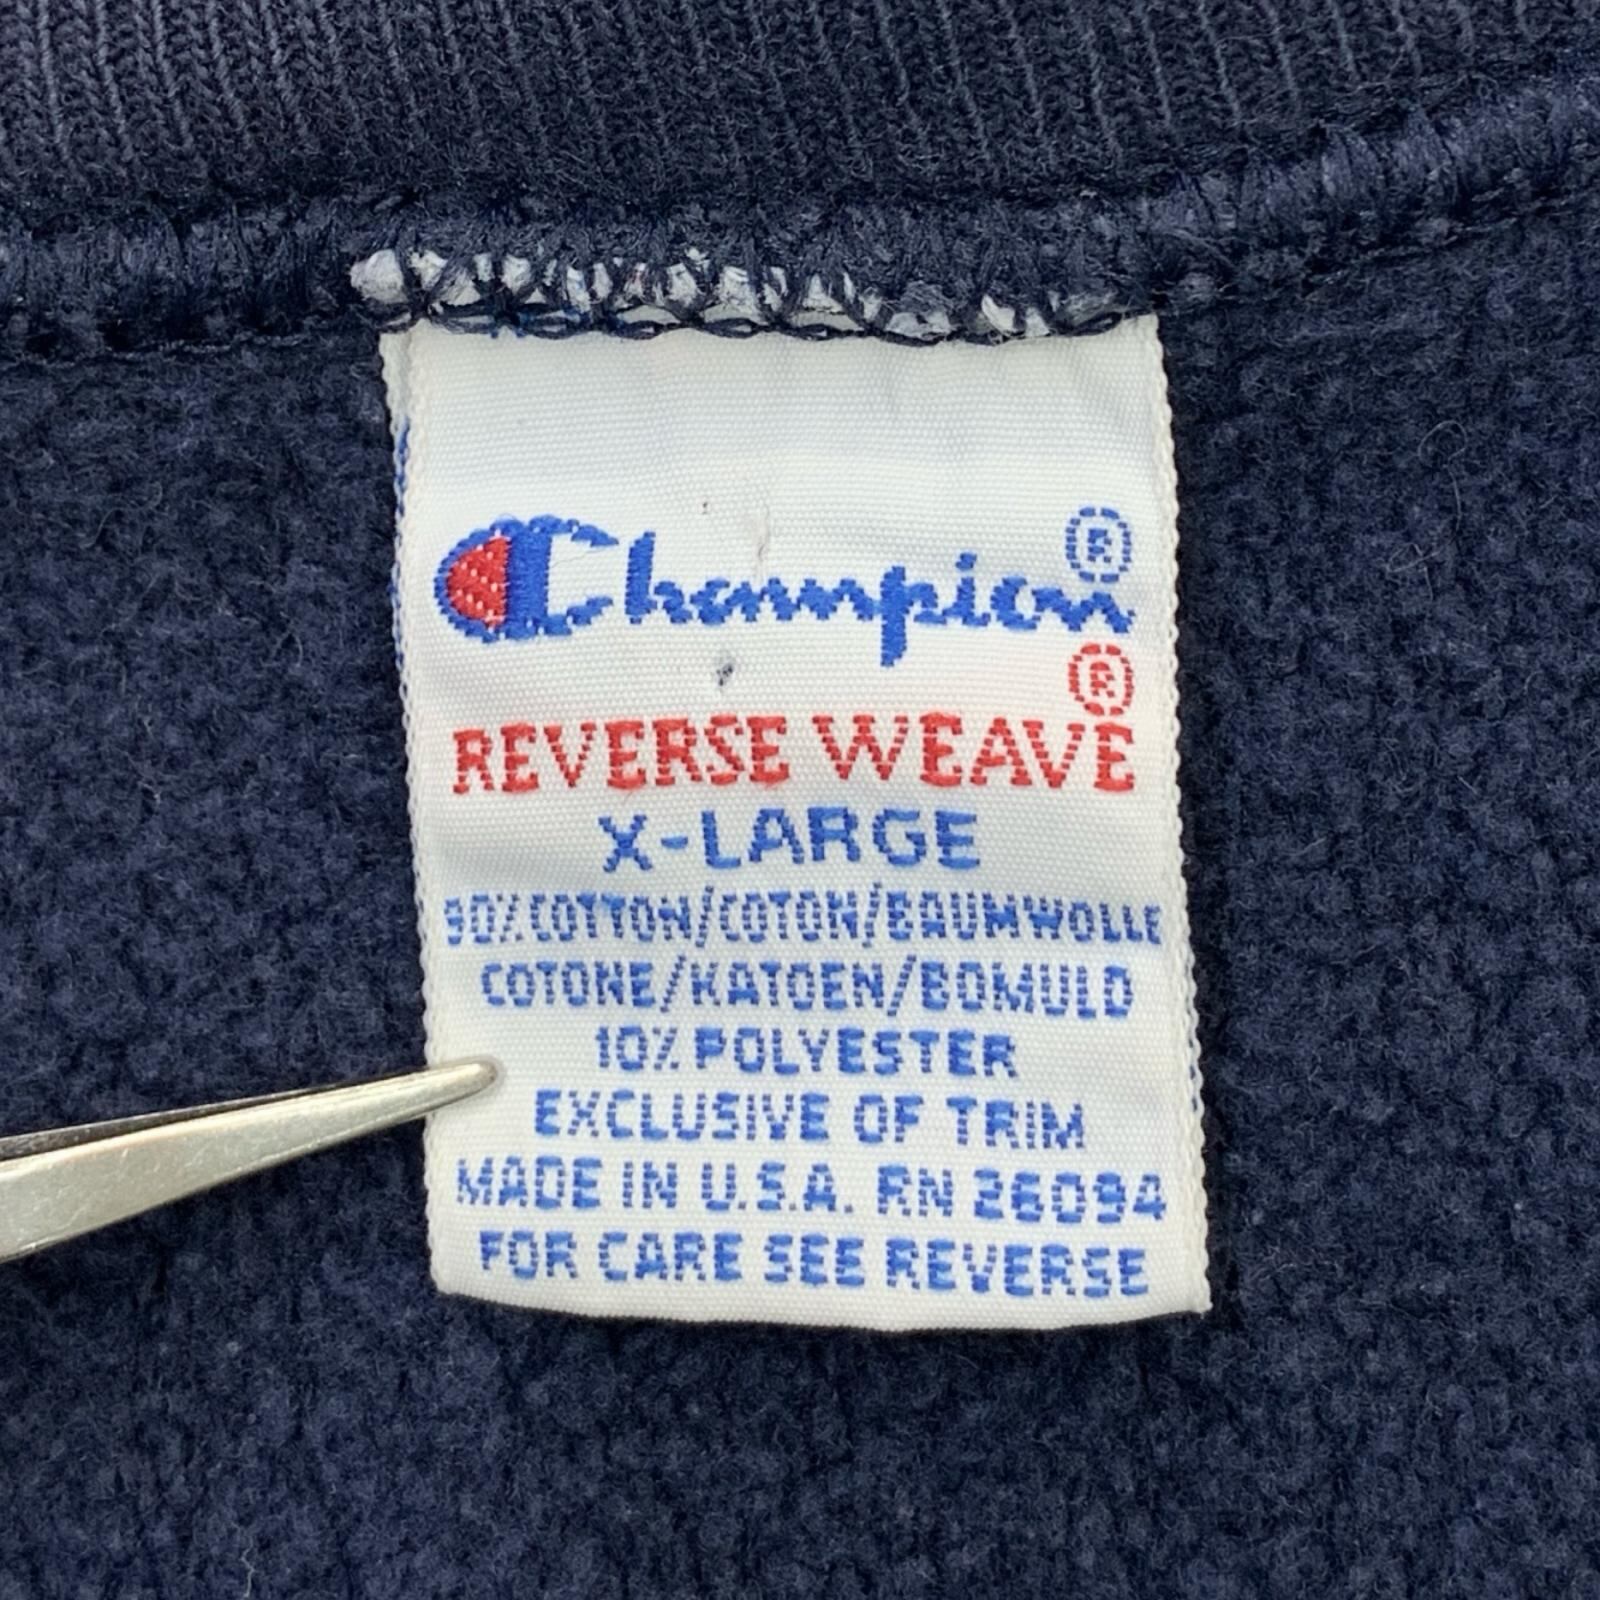 Champion®
REVERSE WEAVE®
X-LARGE
90% COTTON/COTON/BAUMWOLLE
COTONE/KATOEN/BOMULD
10% POLYESTER
EXCLUSIVE OF TRIM
MADE IN U.S.A. RN 26094
FOR CARE SEE REVERSE